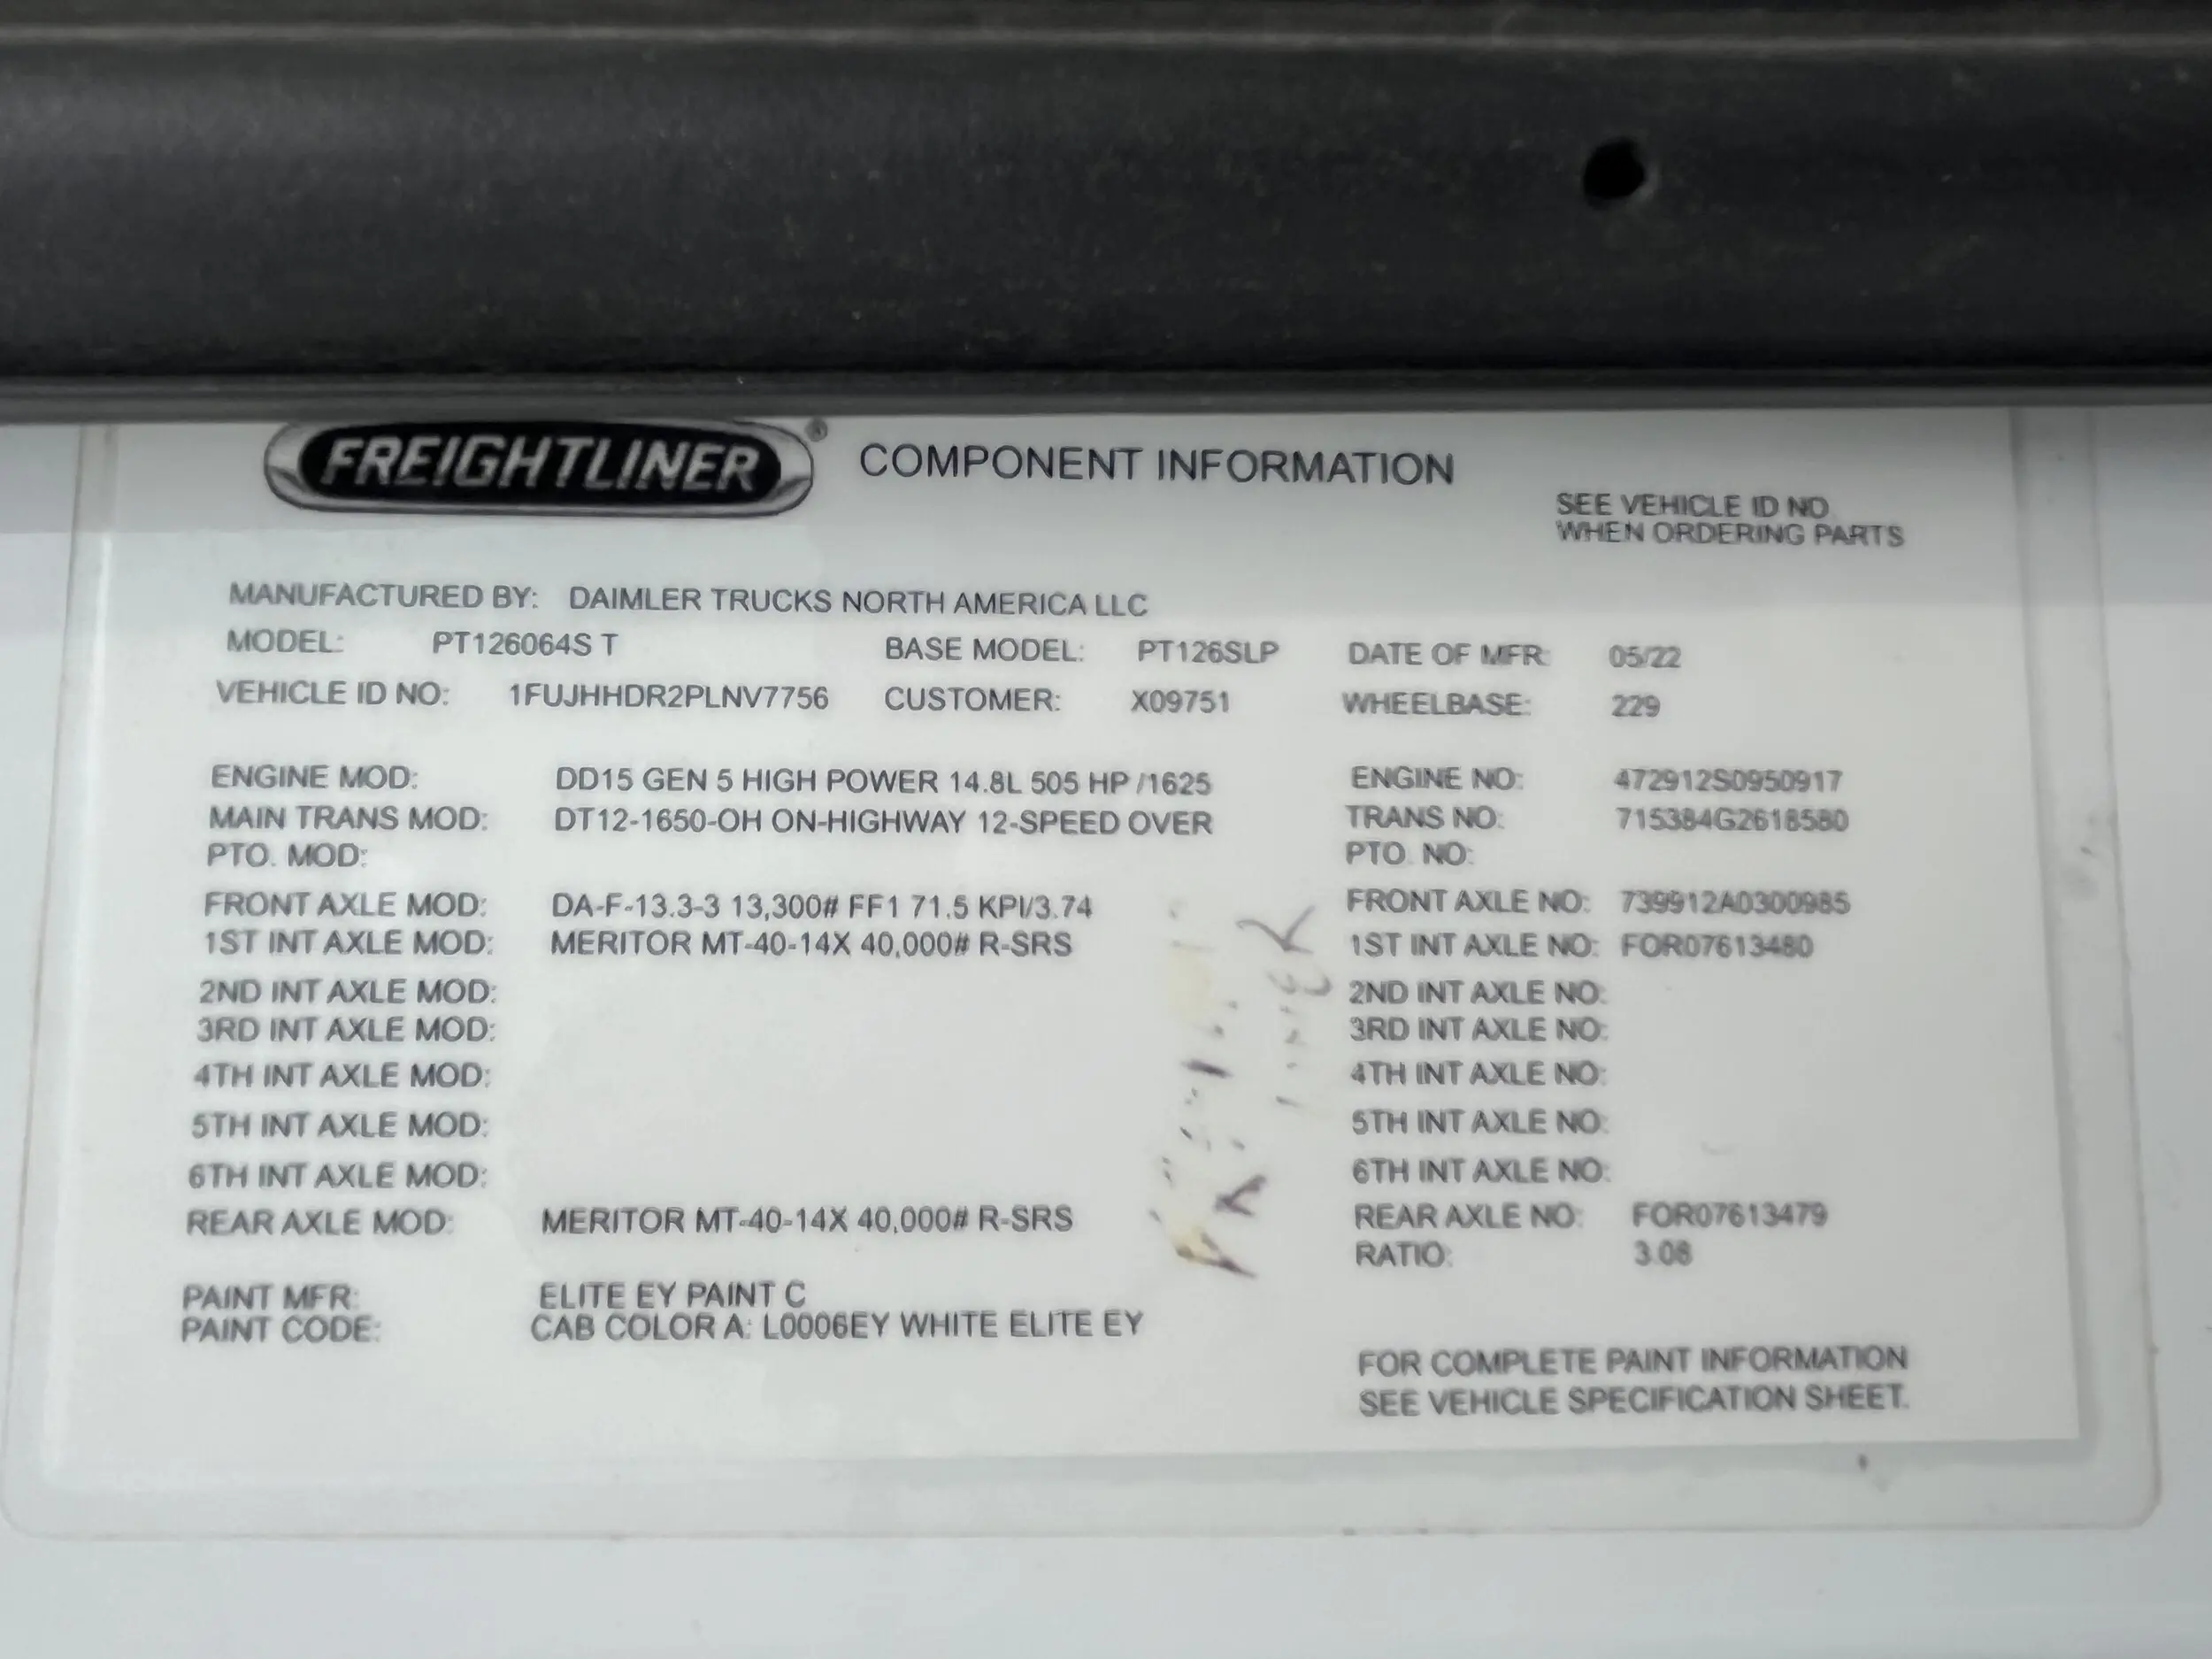 FREIGHTLINER® COMPONENT INFORMATION
SEE VEHICLE ID NO
WHEN ORDERING PARTS
MANUFACTURED BY: DAIMLER TRUCKS NORTH AMERICA LLC
MODEL: PT126064S T BASE MODEL: PT126SLP DATE OF MFR: 05/22
VEHICLE ID NO: 1FUJHHDR2PLNV7756 CUSTOMER: X09751 WHEELBASE: 229
ENGINE MOD: DD15 GEN 5 HIGH POWER 14.8L 505 HP /1625 ENGINE NO: 472912S0950917
MAIN TRANS MOD: DT12-1650-OH ON-HIGHWAY 12-SPEED OVER TRANS NO: 715384G2618580
PTO. MOD: PTO. NO:
FRONT AXLE MOD: DA-F-13.3-3 13,300# FF1 71.5 KPI/3.74 FRONT AXLE NO: 739912A0300985
1ST INT AXLE MOD: MERITOR MT-40-14X 40,000# R-SRS 1ST INT AXLE NO: FOR07613480
2ND INT AXLE MOD: 2ND INT AXLE NO:
3RD INT AXLE MOD: 3RD INT AXLE NO:
4TH INT AXLE MOD: 4TH INT AXLE NO:
5TH INT AXLE MOD: 5TH INT AXLE NO:
6TH INT AXLE MOD: 6TH INT AXLE NO:
REAR AXLE MOD: MERITOR MT-40-14X 40,000# R-SRS REAR AXLE NO: FOR07613479
RATIO: 3.08
PAINT MFR: ELITE EY PAINT C
PAINT CODE: CAB COLOR A: L0006EY WHITE ELITE EY
FOR COMPLETE PAINT INFORMATION
SEE VEHICLE SPECIFICATION SHEET.